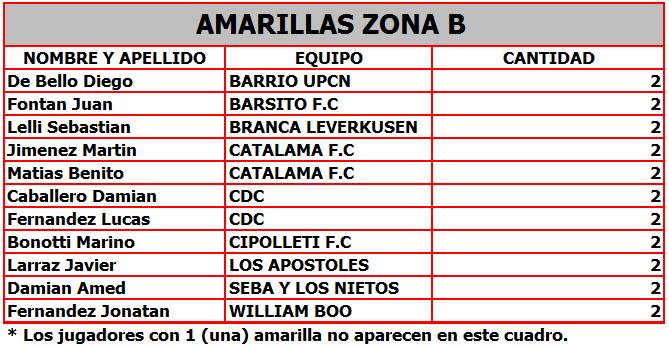 AMARILLAS ZONA B
NOMBRE Y APELLIDO EQUIPO CANTIDAD
De Bello Diego BARRIO UPCN 2
Fontan Juan BARSITO F.C 2
Lelli Sebastian BRANCA LEVERKUSEN 2
Jimenez Martin CATALAMA F.C 2
Matias Benito CATALAMA F.C 2
Caballero Damian CDC 2
Fernandez Lucas CDC 2
Bonotti Marino CIPOLLETI F.C 2
Larraz Javier LOS APOSTOLES 2
Damian Amed SEBA Y LOS NIETOS 2
Fernandez Jonatan WILLIAM BOO 2
* Los jugadores con 1 (una) amarilla no aparecen en este cuadro.